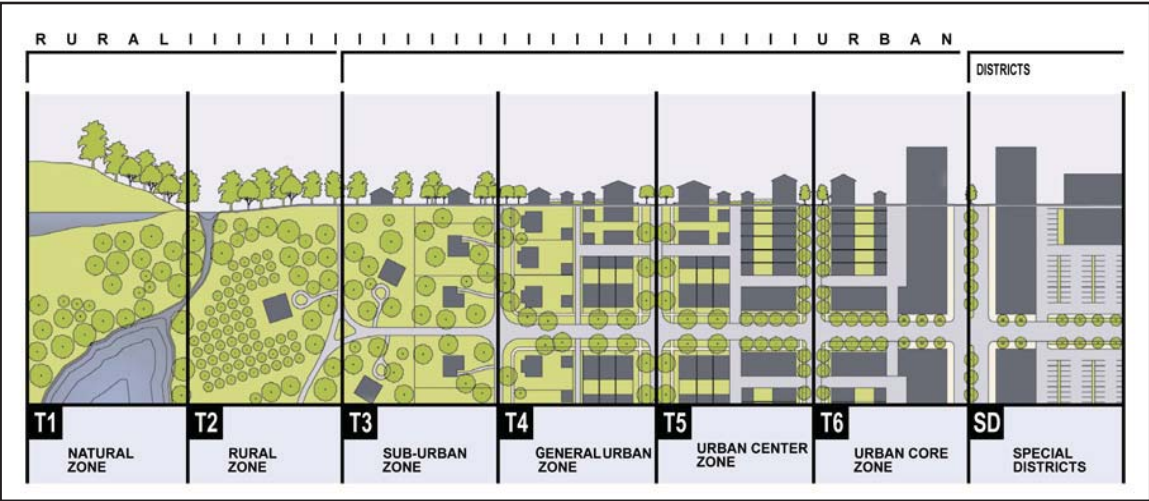 R U R A L I I I I I I I I I I I I I I I I I I I I I I I I I I I I I I I U R B A N
DISTRICTS
T1
NATURAL
ZONE
T2
RURAL
ZONE
T3
SUB-URBAN
ZONE
T4
GENERAL URBAN
ZONE
T5
URBAN CENTER
ZONE
T6
URBAN CORE
ZONE
SD
SPECIAL
DISTRICTS